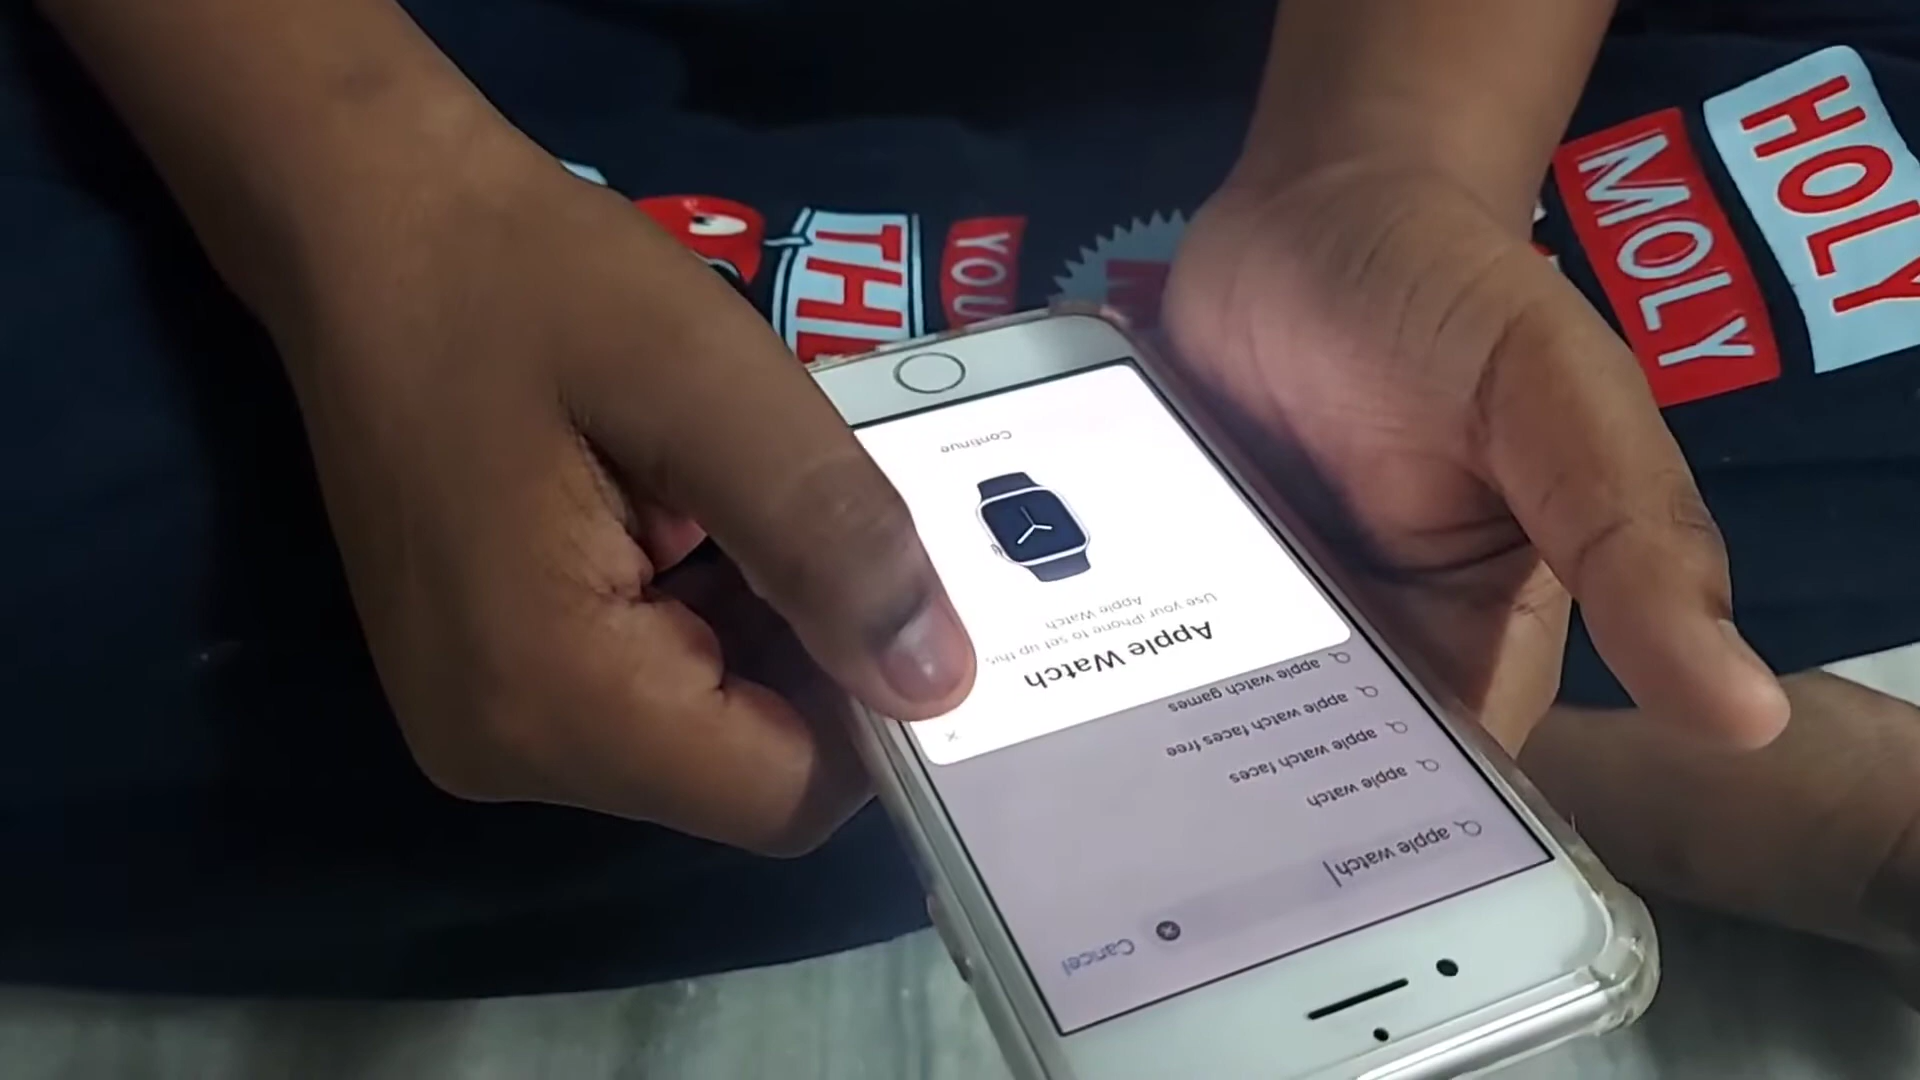 HOLY
MOLY
YOU
THE
apple watch
Cancel
apple watch
apple watch faces
apple watch faces free
apple watch games
Apple Watch
Use your iPhone to set up this
Apple Watch
Continue